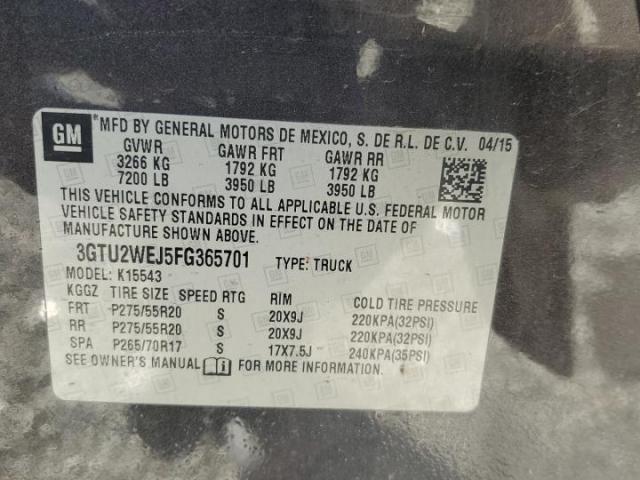 GM
*MFD BY GENERAL MOTORS DE MEXICO, S. DE R.L. DE C.V. 04/15
GVWR GAWR FRT GAWR RR
3266 KG 1792 KG 1792 KG
7200 LB 3950 LB 3950 LB
THIS VEHICLE CONFORMS TO ALL APPLICABLE U.S. FEDERAL MOTOR
VEHICLE SAFETY STANDARDS IN EFFECT ON THE DATE OF
MANUFACTURE SHOWN ABOVE.
3GTU2WEJ5FG365701 TYPE: TRUCK
MODEL: K15543
KGGZ TIRE SIZE SPEED RTG RIM COLD TIRE PRESSURE
FRT P275/55R20 S 20X9J 220KPA(32PSI)
RR P275/55R20 S 20X9J 220KPA(32PSI)
SPA P265/70R17 S 17X7.5J 240KPA(35PSI)
SEE OWNER'S MANUAL FOR MORE INFORMATION.